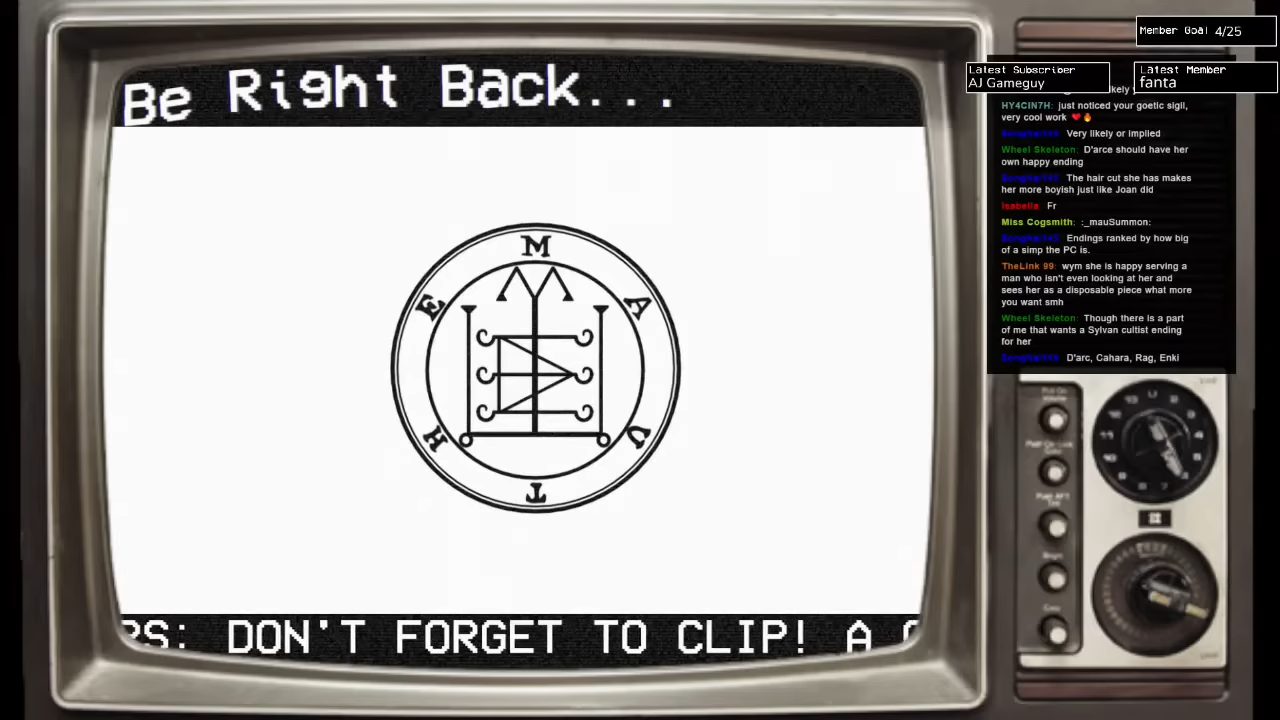 Be Right Back...
Member Goal 4/25
Latest Subscriber
AJ Gameguy
Latest Member
fanta
HY4CIN7H: just noticed your goetic sigil,
very cool work ❤️🔥
Very likely or implied
Wheel Skeleton: D'arce should have her
own happy ending
The hair cut she has makes
her more boyish just like Joan did
Isabella Fr
Miss Cogsmith: :_mauSummon:
Endings ranked by how big
of a simp the PC is.
TheLink 99: wym she is happy serving a
man who isn't even looking at her and
sees her as a disposable piece what more
you want smh
Wheel Skeleton: Though there is a part
of me that wants a Sylvan cultist ending
for her
D'arc, Cahara, Rag, Enki
M
A
U
T
H
E
RS: DON'T FORGET TO CLIP! A